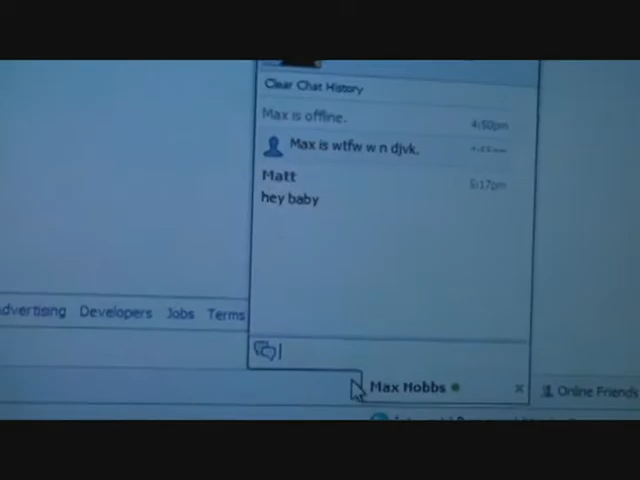 Clear Chat History
Max is offline. 4:50pm
Max is wtfw w n djvk.
Matt 5:17pm
hey baby
Advertising Developers Jobs Terms
Max Hobbs x Online Friends